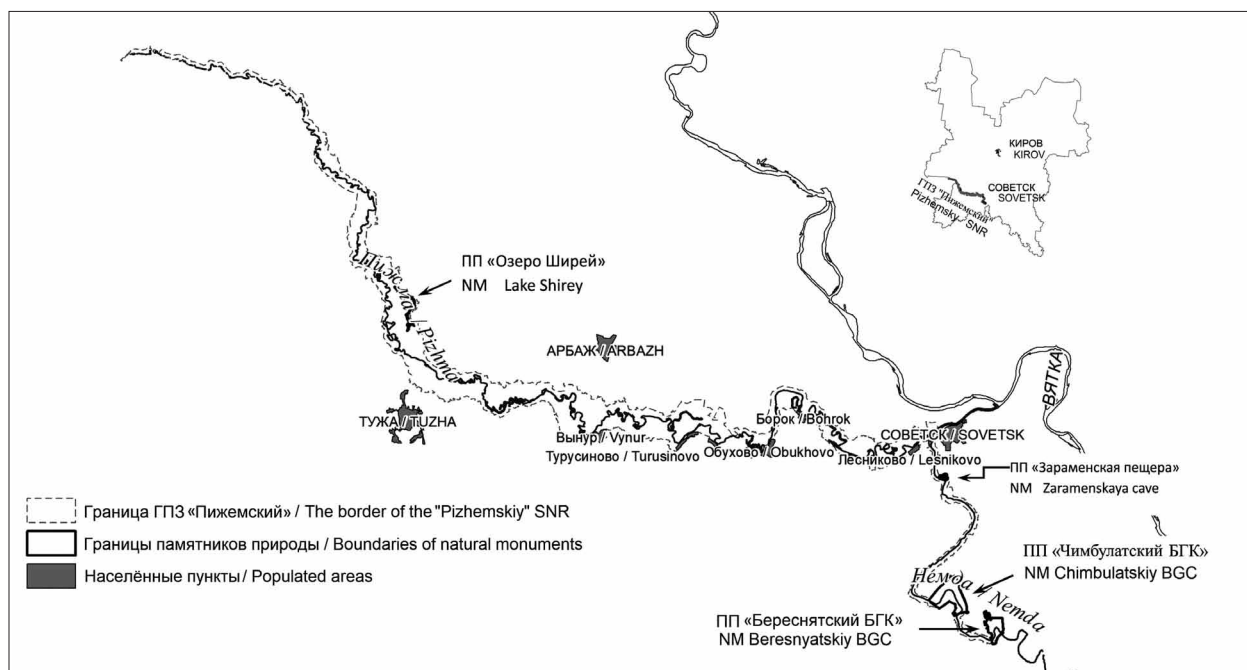 КИРОВ
KIROV
СОВЕТСК
SOVETSK
ГПЗ "Пижемский"
Pizhemsky SNR
ПП «Озеро Ширей»
NM Lake Shirey
Пижма / Pizhma
АРБАЖ / ARBAZH
ВЯТКА
ТУЖА / TUZHA
Борок / Bohrok
Вынур / Vynur
СОВЕТСК / SOVETSK
Турусиново / Turusinovo
Обухово / Obukhovo
Лесниково / Lesnikovo
ПП «Зараменская пещера»
NM Zaramenskaya cave
Граница ГПЗ «Пижемский» / The border of the "Pizhemskiy" SNR
Границы памятников природы / Boundaries of natural monuments
Населённые пункты / Populated areas
ПП «Чимбулатский БГК»
NM Chimbulatskiy BGC
Немда / Nemda
ПП «Береснятский БГК»
NM Beresnyatskiy BGC